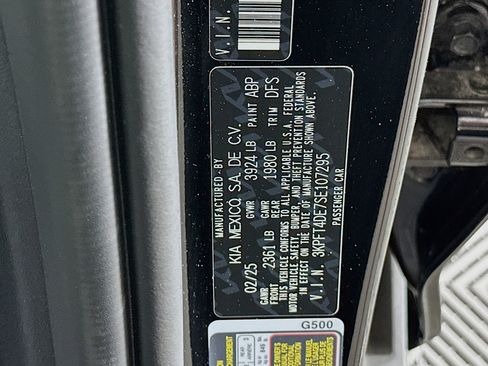 V.I.N.
MANUFACTURED BY
KIA MEXICO, S.A. DE C.V.
02/25 GVWR 3924 LB PAINT ABP
GAWR FRONT 2361 LB GAWR REAR 1980 LB TRIM DFS
THIS VEHICLE CONFORMS TO ALL APPLICABLE U.S.A. FEDERAL
MOTOR VEHICLE SAFETY, BUMPER, AND THEFT PREVENTION STANDARDS
IN EFFECT ON THE DATE OF MANUFACTURE SHOWN ABOVE.
V.I.N. 3KPFT4DE7SE107295
PASSENGER CAR
G500